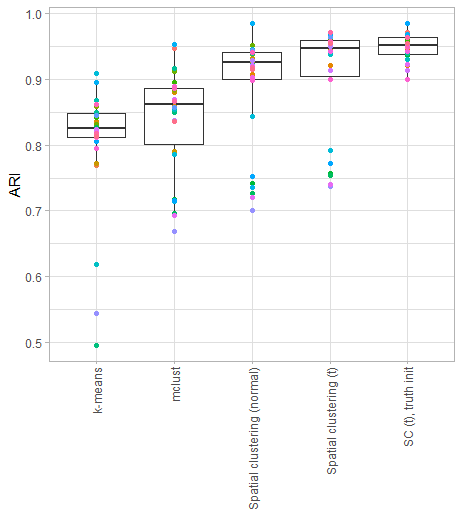 1.0
0.9
0.8
0.7
0.6
0.5
ARI
k-means
mclust
Spatial clustering (normal)
Spatial clustering (t)
SC (t), truth init